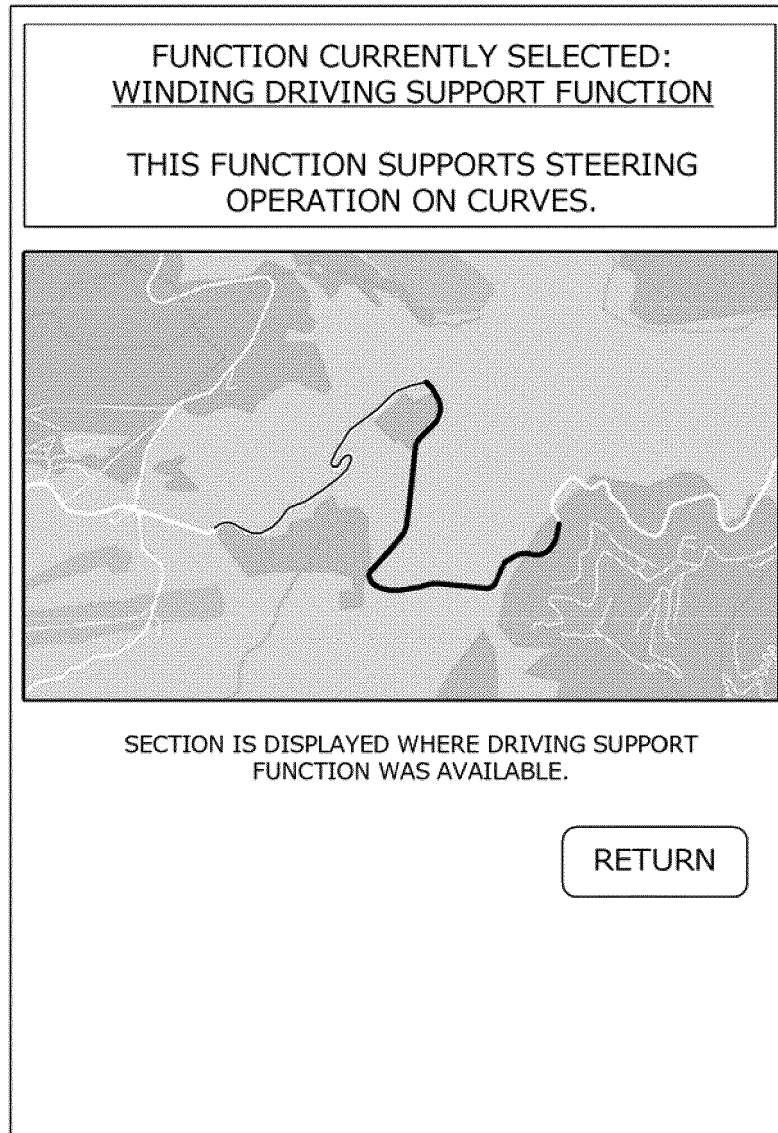 FUNCTION CURRENTLY SELECTED:
WINDING DRIVING SUPPORT FUNCTION
THIS FUNCTION SUPPORTS STEERING
OPERATION ON CURVES.
SECTION IS DISPLAYED WHERE DRIVING SUPPORT
FUNCTION WAS AVAILABLE.
RETURN